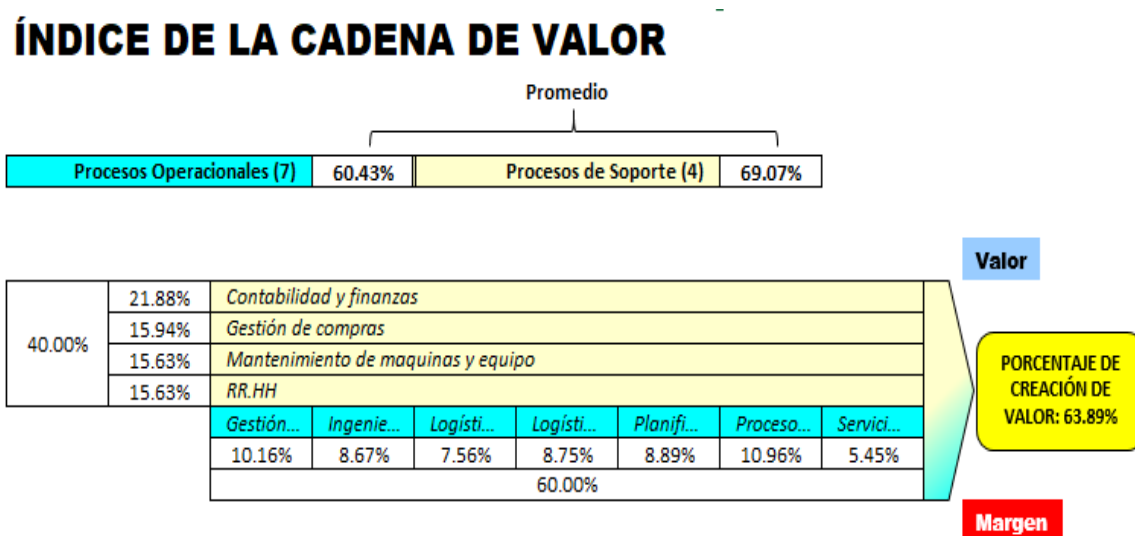 ÍNDICE DE LA CADENA DE VALOR
Promedio
Procesos Operacionales (7) 60.43% Procesos de Soporte (4) 69.07%
Valor
40.00%
21.88% Contabilidad y finanzas
15.94% Gestión de compras
15.63% Mantenimiento de maquinas y equipo
15.63% RR.HH
PORCENTAJE DE
CREACIÓN DE
VALOR: 63.89%
Gestión... Ingenie... Logísti... Logísti... Planifi... Proceso... Servici...
10.16% 8.67% 7.56% 8.75% 8.89% 10.96% 5.45%
60.00%
Margen